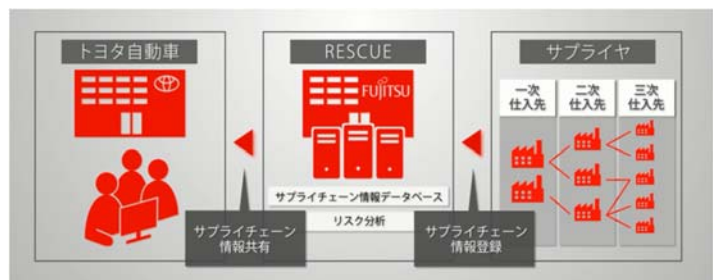 トヨタ自動車
RESCUE
FUJITSU
サプライチェーン情報データベース
リスク分析
サプライヤ
一次
仕入先
二次
仕入先
三次
仕入先
サプライチェーン
情報共有
サプライチェーン
情報登録